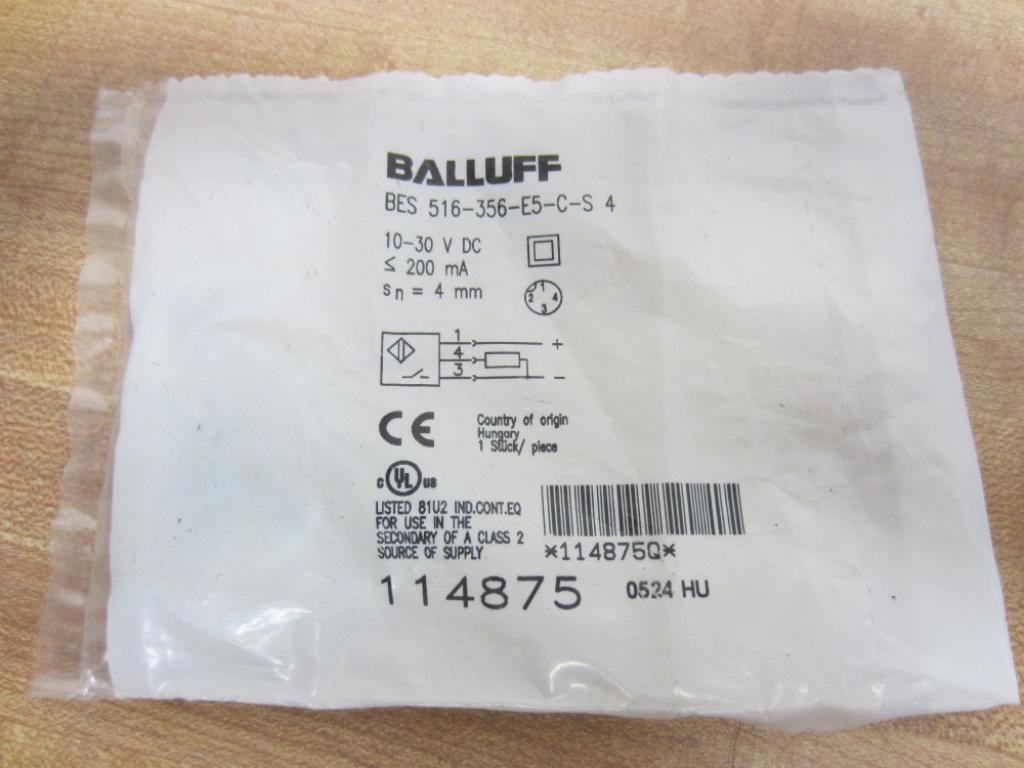 BALLUFF
BES 516-356-E5-C-S 4
10-30 V DC
≤ 200 mA
sn = 4 mm
1
2 4
3
1 +
4
3 -
CE
Country of origin
Hungary
1 Stück/ piece
C UL US
LISTED 81U2 IND.CONT.EQ
FOR USE IN THE
SECONDARY OF A CLASS 2
SOURCE OF SUPPLY
*114875Q*
114875
0524 HU